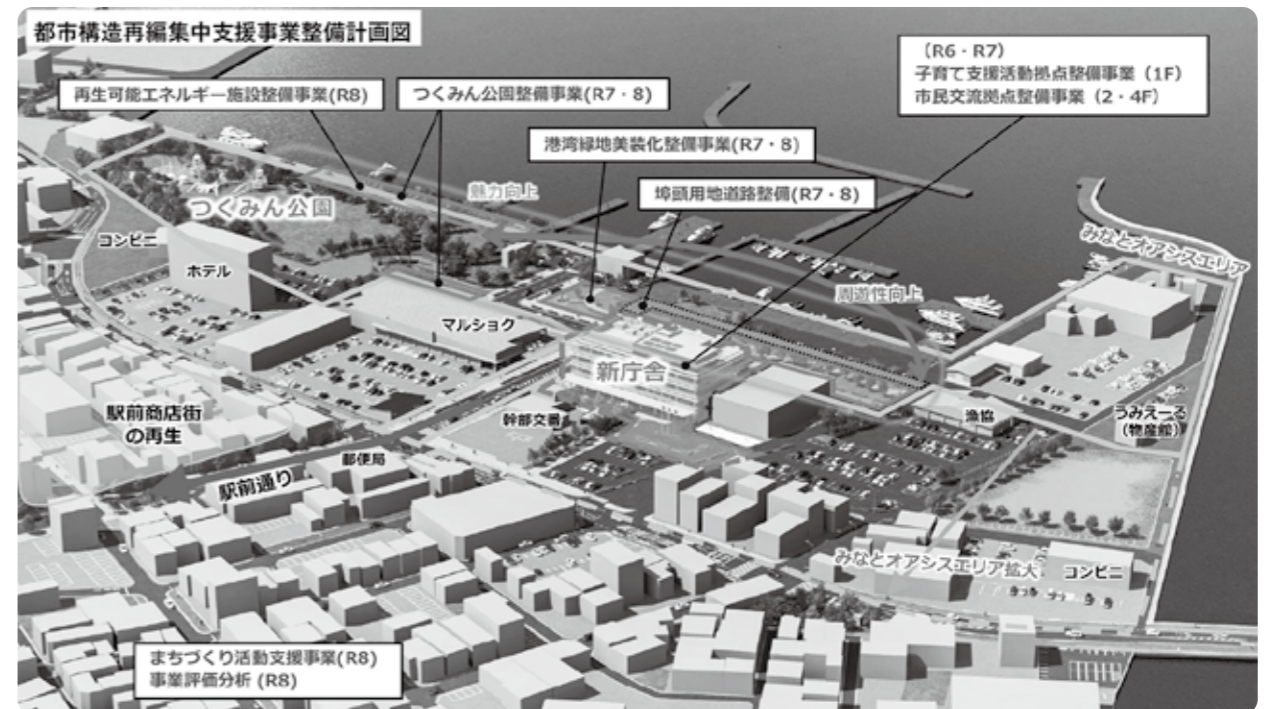 都市構造再編集中支援事業整備計画図
(R6・R7)
子育て支援活動拠点整備事業(1F)
市民交流拠点整備事業(2・4F)
再生可能エネルギー施設整備事業(R8)
つくみん公園整備事業(R7・8)
港湾緑地美装化整備事業(R7・8)
埠頭用地道路整備(R7・8)
魅力向上
つくみん公園
コンビニ
ホテル
みなとオアシスエリア
周遊性向上
マルショク
新庁舎
駅前商店街
の再生
幹部交番
漁協
うみえーる
(物産館)
郵便局
駅前通り
みなとオアシスエリア拡大
コンビニ
まちづくり活動支援事業(R8)
事業評価分析 (R8)